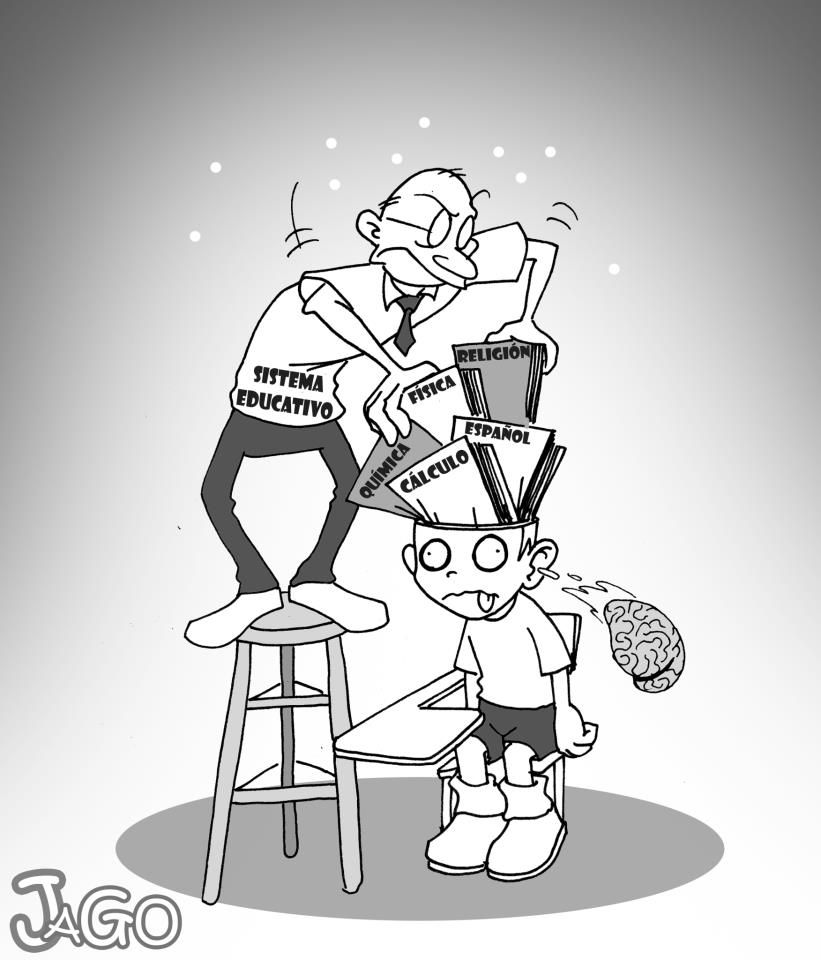 SISTEMA
EDUCATIVO
RELIGIÓN
FÍSICA
ESPAÑOL
QUÍMICA
CÁLCULO
JAGO